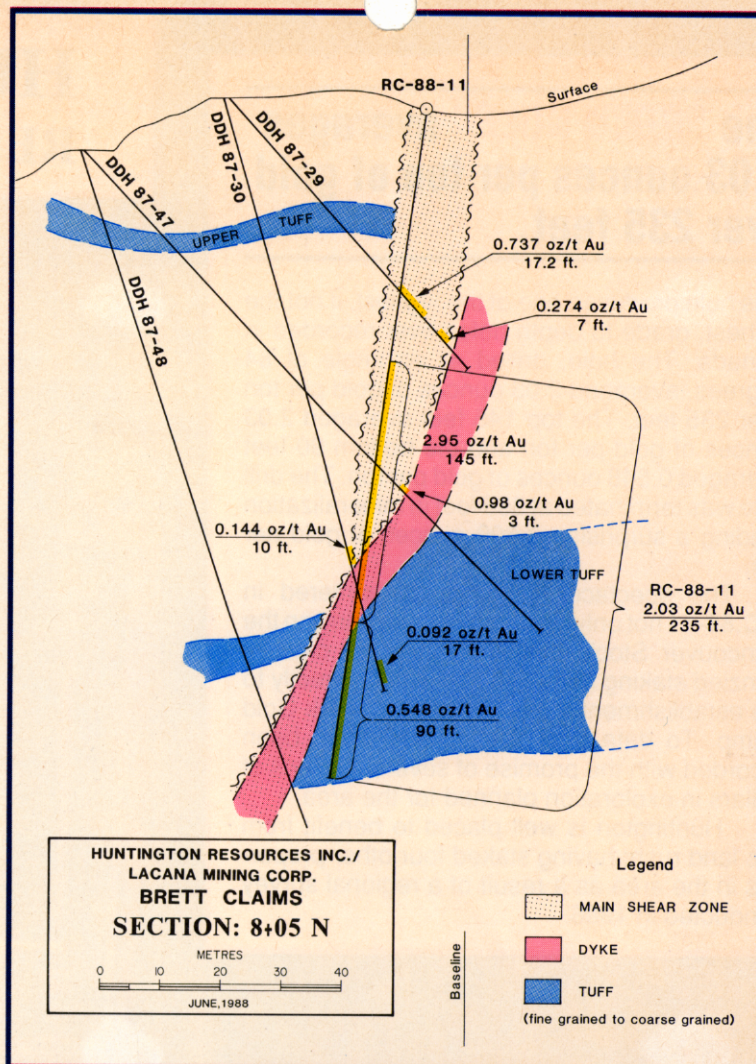 RC-88-11
Surface
DDH 87-29
DDH 87-30
DDH 87-47
DDH 87-48
UPPER TUFF
0.737 oz/t Au
17.2 ft.
0.274 oz/t Au
7 ft.
2.95 oz/t Au
145 ft.
0.98 oz/t Au
3 ft.
0.144 oz/t Au
10 ft.
LOWER TUFF
RC-88-11
2.03 oz/t Au
235 ft.
0.092 oz/t Au
17 ft.
0.548 oz/t Au
90 ft.
HUNTINGTON RESOURCES INC./
LACANA MINING CORP.
BRETT CLAIMS
SECTION: 8+05 N
METRES
0 10 20 30 40
JUNE, 1988
Baseline
Legend
MAIN SHEAR ZONE
DYKE
TUFF
(fine grained to coarse grained)